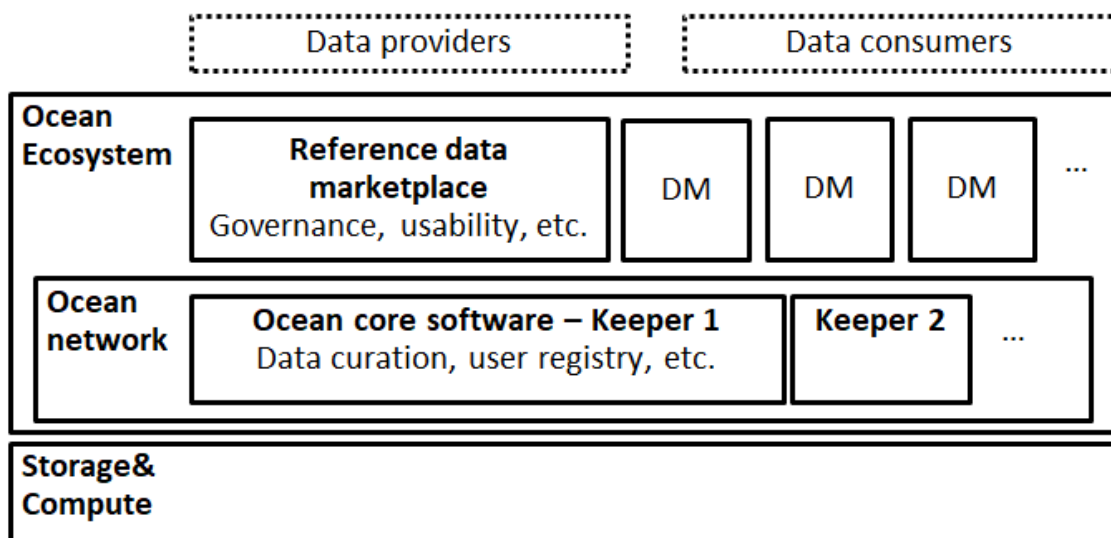 Data providers
Data consumers
Ocean
Ecosystem
Reference data
marketplace
Governance, usability, etc.
DM
DM
DM
...
Ocean
network
Ocean core software – Keeper 1
Data curation, user registry, etc.
Keeper 2
...
Storage&
Compute